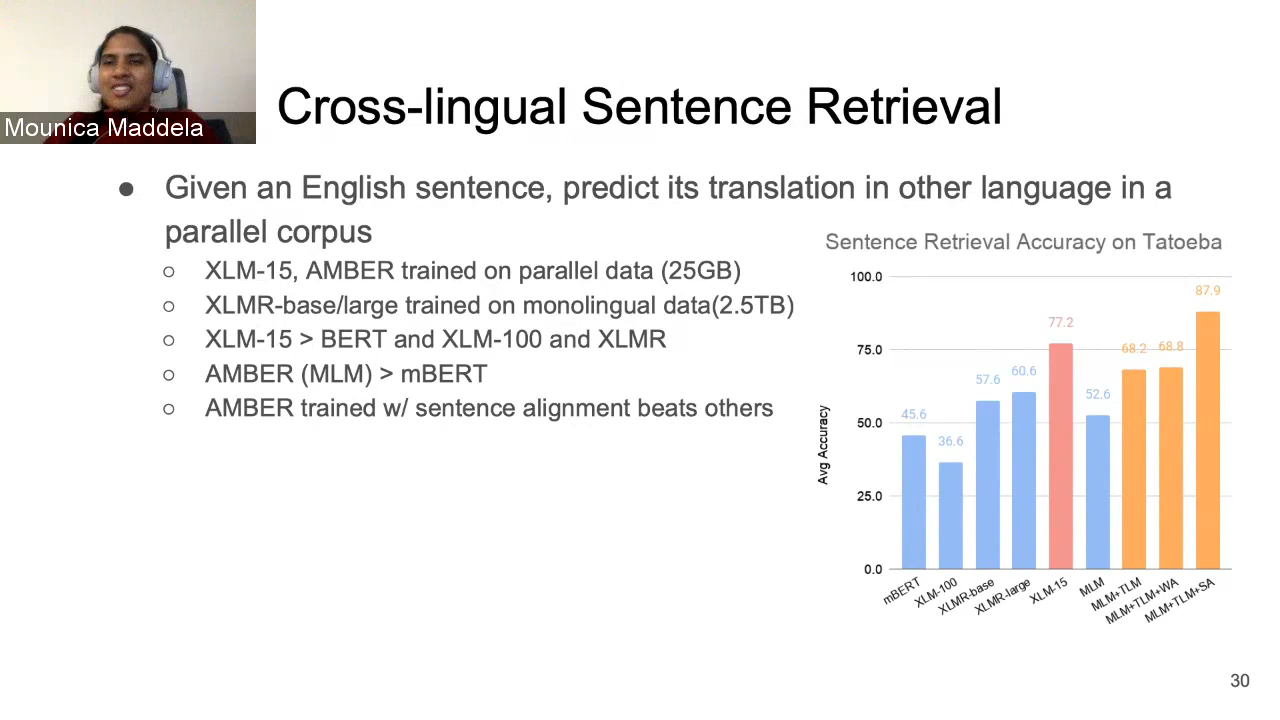 Mounica Maddela
Cross-lingual Sentence Retrieval
● Given an English sentence, predict its translation in other language in a
parallel corpus
○ XLM-15, AMBER trained on parallel data (25GB)
○ XLMR-base/large trained on monolingual data(2.5TB)
○ XLM-15 > BERT and XLM-100 and XLMR
○ AMBER (MLM) > mBERT
○ AMBER trained w/ sentence alignment beats others
Sentence Retrieval Accuracy on Tatoeba
Avg Accuracy
100.0
75.0
50.0
25.0
0.0
45.6
36.6
57.6
60.6
77.2
52.6
68.2
68.8
87.9
mBERT
XLM-100
XLMR-base
XLMR-large
XLM-15
MLM
MLM+TLM
MLM+TLM+WA
MLM+TLM+SA
30